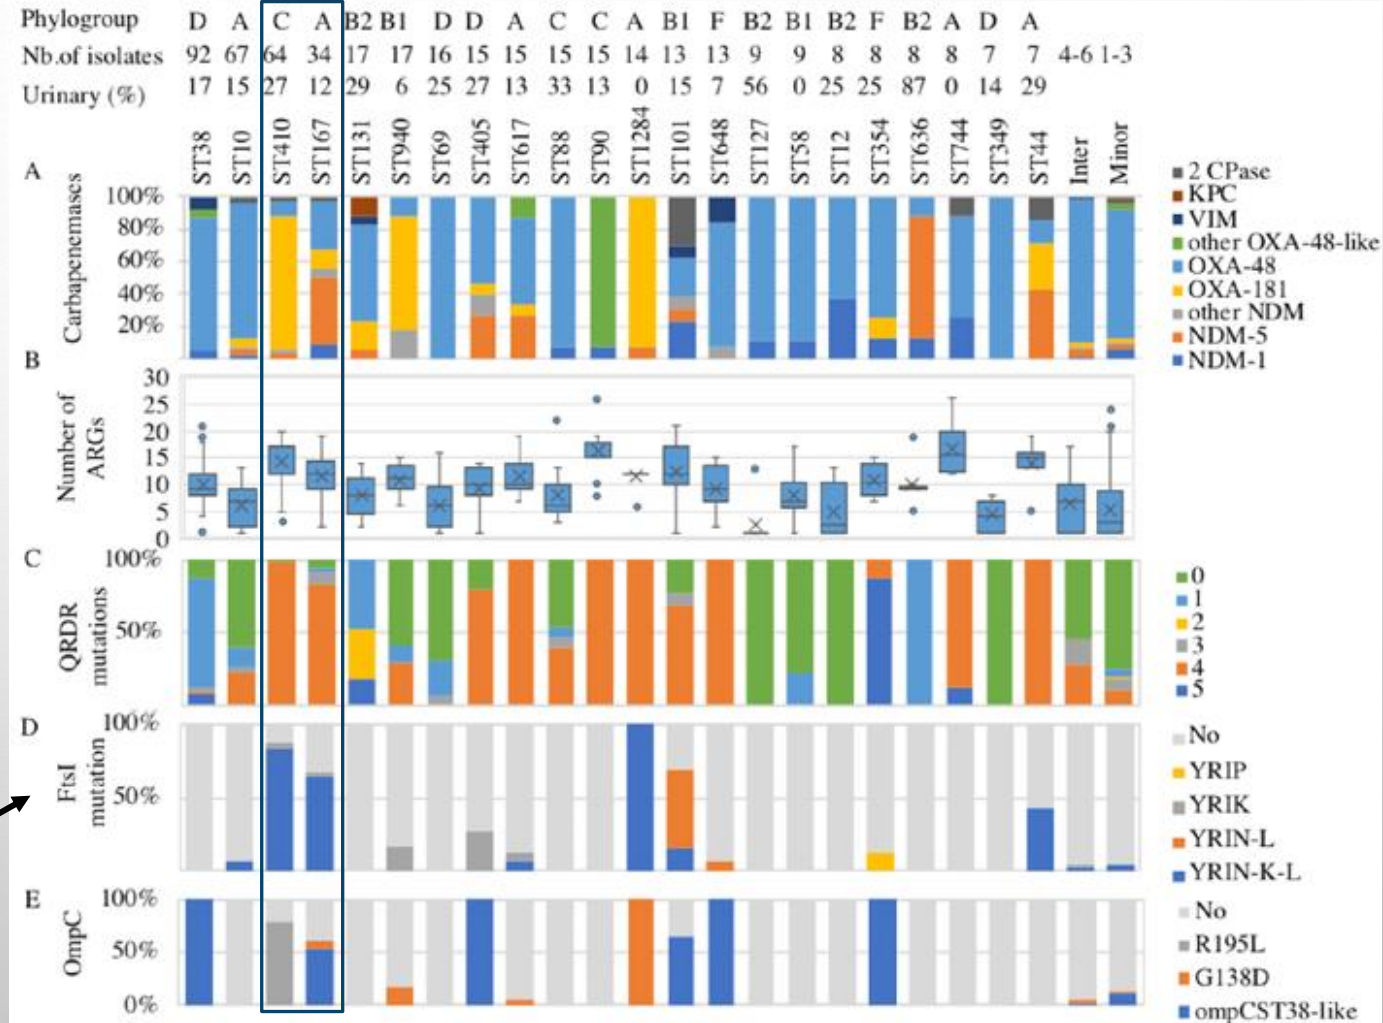 Phylogroup D A C A B2 B1 D D A C C A B1 F B2 B1 B2 F B2 A D A
Nb.of isolates 92 67 64 34 17 17 16 15 15 15 15 14 13 13 9 9 8 8 8 8 7 7 4-6 1-3
Urinary (%) 17 15 27 12 29 6 25 27 13 33 13 0 15 7 56 0 25 25 87 0 14 29
ST38 ST10 ST410 ST167 ST131 ST940 ST69 ST405 ST617 ST88 ST90 ST1284 ST101 ST648 ST127 ST58 ST12 ST354 ST636 ST744 ST349 ST44 Inter Minor
A
Carbapenemases
100%
80%
60%
40%
20%
2 CPase
KPC
VIM
other OXA-48-like
OXA-48
OXA-181
other NDM
NDM-5
NDM-1
B
Number of
ARGs
30
25
20
15
10
5
0
C
QRDR
mutations
100%
50%
0
1
2
3
4
5
D
FtsI
mutation
100%
50%
No
YRIP
YRIK
YRIN-L
YRIN-K-L
E
OmpC
100%
50%
0%
No
R195L
G138D
ompCST38-like